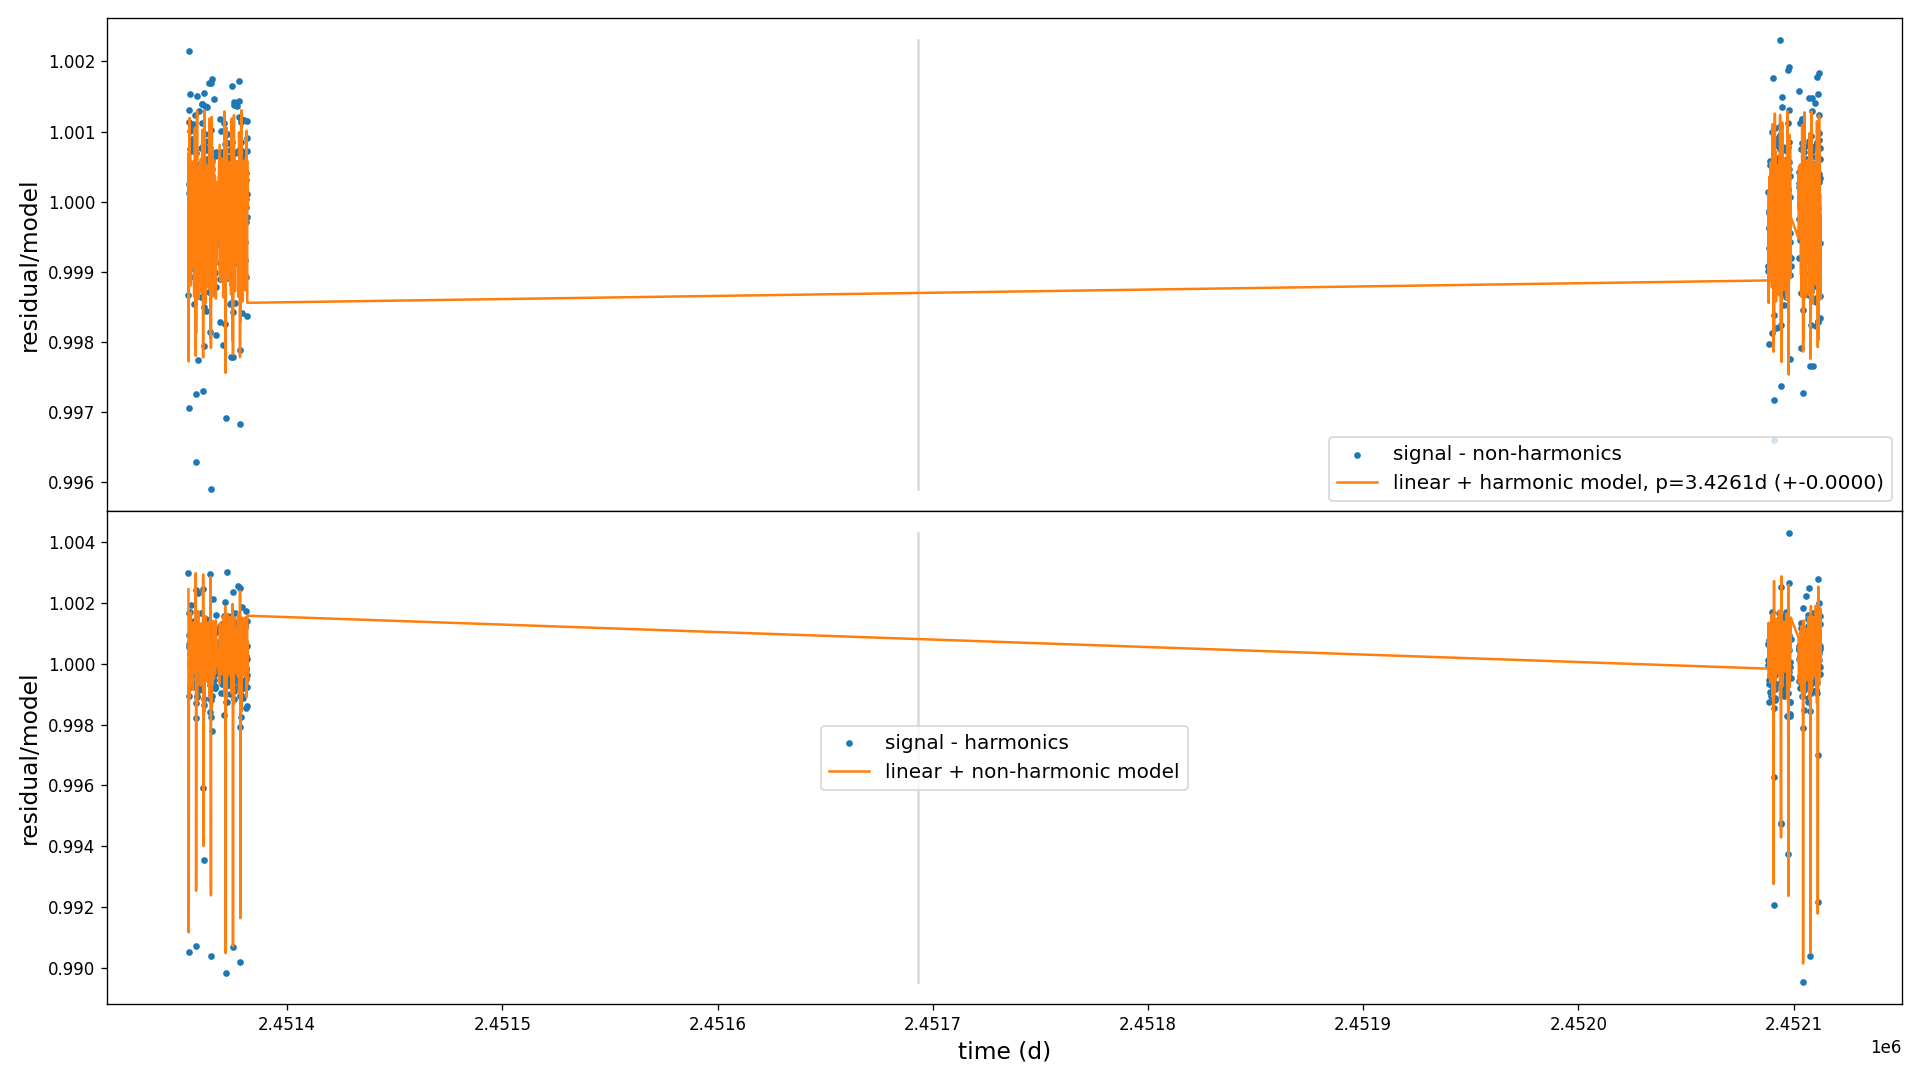 1.002
1.001
1.000
0.999
0.998
0.997
0.996
residual/model
signal - non-harmonics
linear + harmonic model, p=3.4261d (+-0.0000)
1.004
1.002
1.000
0.998
0.996
0.994
0.992
0.990
residual/model
signal - harmonics
linear + non-harmonic model
2.4514 2.4515 2.4516 2.4517 2.4518 2.4519 2.4520 2.4521
time (d)
1e6